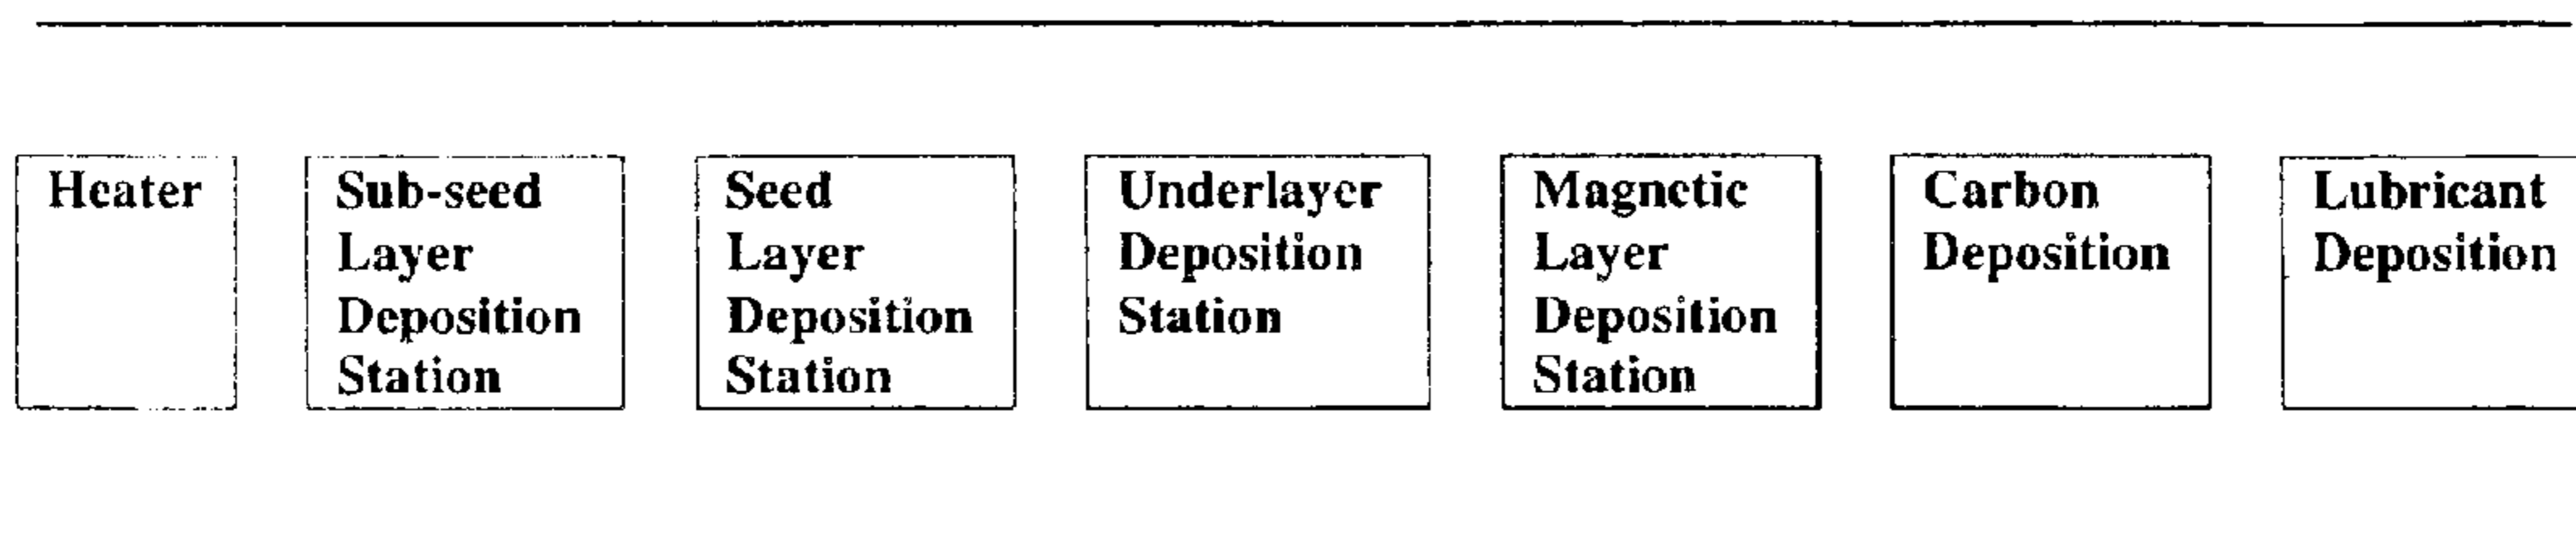 Heater
Sub-seed
Layer
Deposition
Station
Seed
Layer
Deposition
Station
Underlayer
Deposition
Station
Magnetic
Layer
Deposition
Station
Carbon
Deposition
Lubricant
Deposition